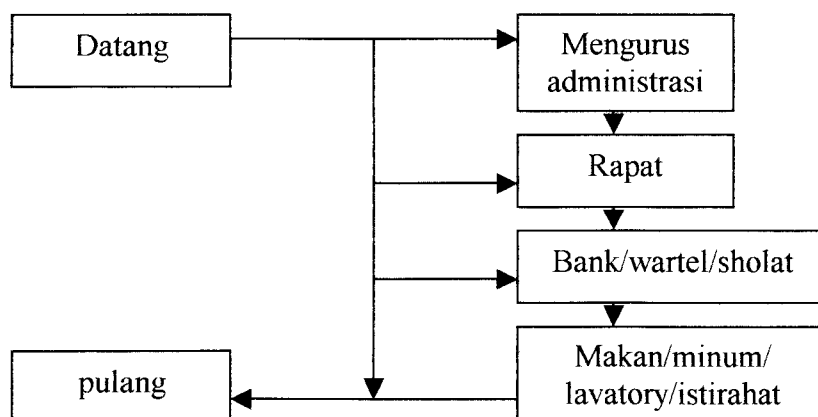 Datang
Mengurus
administrasi
Rapat
Bank/wartel/sholat
Makan/minum/
lavatory/istirahat
pulang